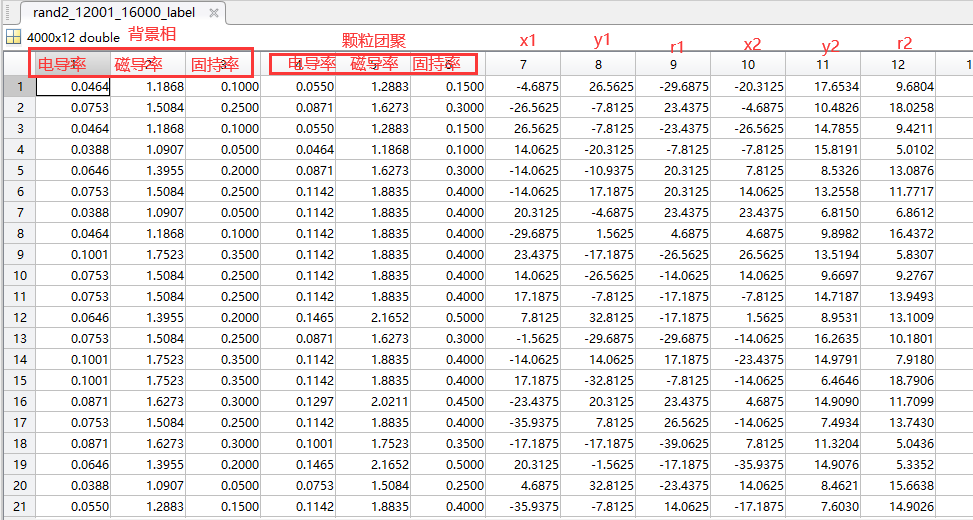 rand2_12001_16000_label
4000x12 double 背景相
颗粒团聚 x1 y1 r1 x2 y2 r2
电导率 磁导率 固持率 电导率 磁导率 固持率
1 2 3 4 5 6 7 8 9 10 11 12 1
1 0.0464 1.1868 0.1000 0.0550 1.2883 0.1500 -4.6875 26.5625 -29.6875 -20.3125 17.6534 9.6804
2 0.0753 1.5084 0.2500 0.0871 1.6273 0.3000 -26.5625 -7.8125 23.4375 -4.6875 10.4826 18.0258
3 0.0464 1.1868 0.1000 0.0550 1.2883 0.1500 26.5625 -7.8125 -23.4375 -26.5625 14.7855 9.4211
4 0.0388 1.0907 0.0500 0.0464 1.1868 0.1000 14.0625 -20.3125 -7.8125 -7.8125 15.8191 5.0102
5 0.0646 1.3955 0.2000 0.0871 1.6273 0.3000 -14.0625 -10.9375 20.3125 7.8125 8.5326 13.0876
6 0.0753 1.5084 0.2500 0.1142 1.8835 0.4000 -14.0625 17.1875 20.3125 14.0625 13.2558 11.7717
7 0.0388 1.0907 0.0500 0.1142 1.8835 0.4000 20.3125 -4.6875 23.4375 23.4375 6.8150 6.8612
8 0.0464 1.1868 0.1000 0.1142 1.8835 0.4000 -29.6875 1.5625 4.6875 4.6875 9.8982 16.4372
9 0.1001 1.7523 0.3500 0.1142 1.8835 0.4000 23.4375 -17.1875 -26.5625 26.5625 13.5194 5.8307
10 0.0753 1.5084 0.2500 0.1142 1.8835 0.4000 14.0625 -26.5625 -14.0625 14.0625 9.6697 9.2767
11 0.0753 1.5084 0.2500 0.1142 1.8835 0.4000 17.1875 -7.8125 -17.1875 -7.8125 14.7187 13.9493
12 0.0646 1.3955 0.2000 0.1465 2.1652 0.5000 7.8125 32.8125 -17.1875 1.5625 8.9531 13.1009
13 0.0753 1.5084 0.2500 0.0871 1.6273 0.3000 -1.5625 -29.6875 -29.6875 -14.0625 16.2635 10.1801
14 0.1001 1.7523 0.3500 0.1142 1.8835 0.4000 -14.0625 14.0625 17.1875 -23.4375 14.9791 7.9180
15 0.1001 1.7523 0.3500 0.1142 1.8835 0.4000 17.1875 -32.8125 -7.8125 -14.0625 6.4646 18.7906
16 0.0871 1.6273 0.3000 0.1297 2.0211 0.4500 -23.4375 20.3125 23.4375 4.6875 14.9090 11.7099
17 0.0753 1.5084 0.2500 0.1142 1.8835 0.4000 -35.9375 7.8125 26.5625 -14.0625 7.4934 13.7430
18 0.0871 1.6273 0.3000 0.1001 1.7523 0.3500 -17.1875 -17.1875 -39.0625 7.8125 11.3204 5.0436
19 0.0646 1.3955 0.2000 0.1465 2.1652 0.5000 20.3125 -1.5625 -17.1875 -35.9375 14.9076 5.3352
20 0.0388 1.0907 0.0500 0.0753 1.5084 0.2500 4.6875 32.8125 -23.4375 14.0625 8.4621 15.6638
21 0.0550 1.2883 0.1500 0.1142 1.8835 0.4000 -35.9375 -7.8125 14.0625 -10.1875 7.6030 14.9026